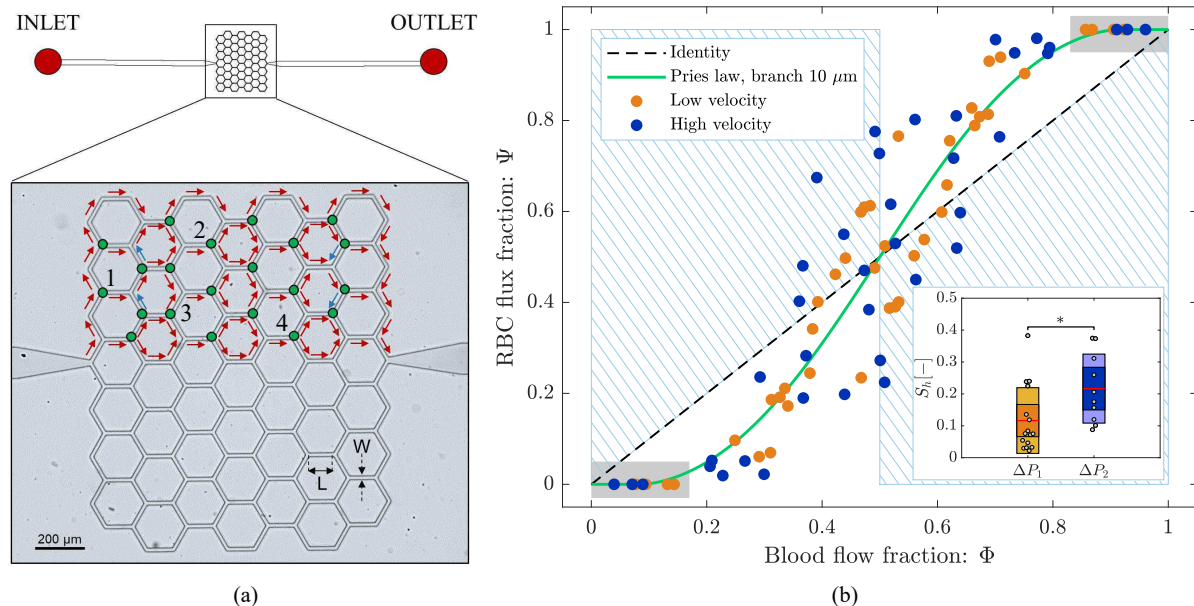 INLET
OUTLET
1
2
3
4
W
L
200 μm
(a)
RBC flux fraction: Ψ
1
0.8
0.6
0.4
0.2
0
Identity
Pries law, branch 10 μm
Low velocity
High velocity
0.5
0.4
0.3
0.2
0.1
0
S_h[−]
*
ΔP₁
ΔP₂
0
0.2
0.4
0.6
0.8
1
Blood flow fraction: Φ
(b)